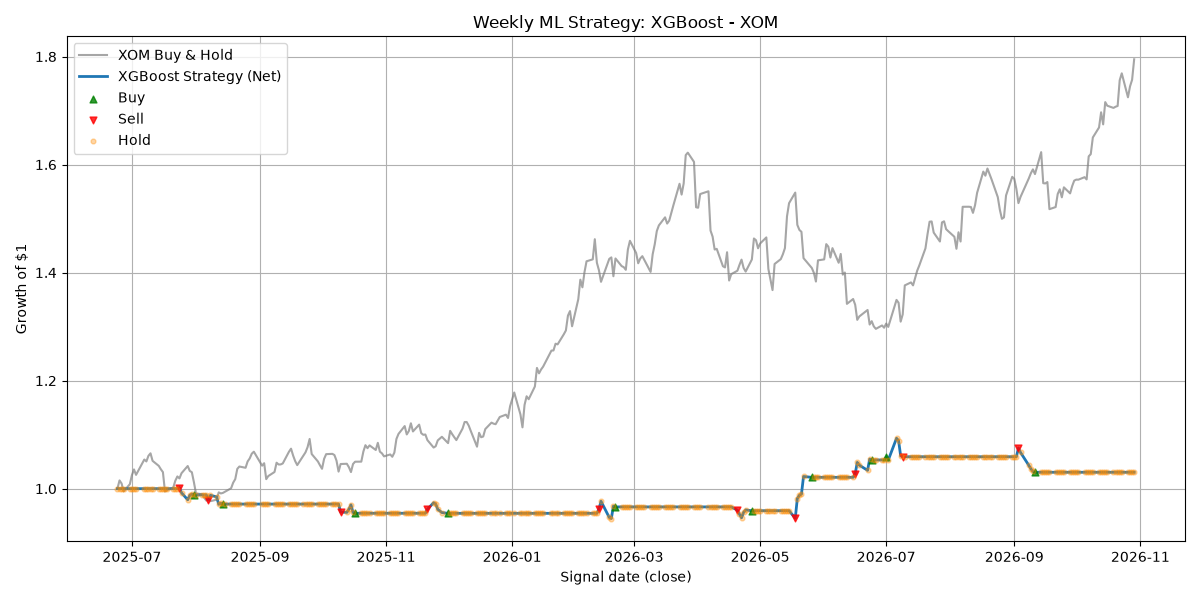 Weekly ML Strategy: XGBoost - XOM
XOM Buy & Hold
XGBoost Strategy (Net)
Buy
Sell
Hold
1.8
1.6
1.4
1.2
1.0
Growth of $1
2025-07
2025-09
2025-11
2026-01
2026-03
2026-05
2026-07
2026-09
2026-11
Signal date (close)